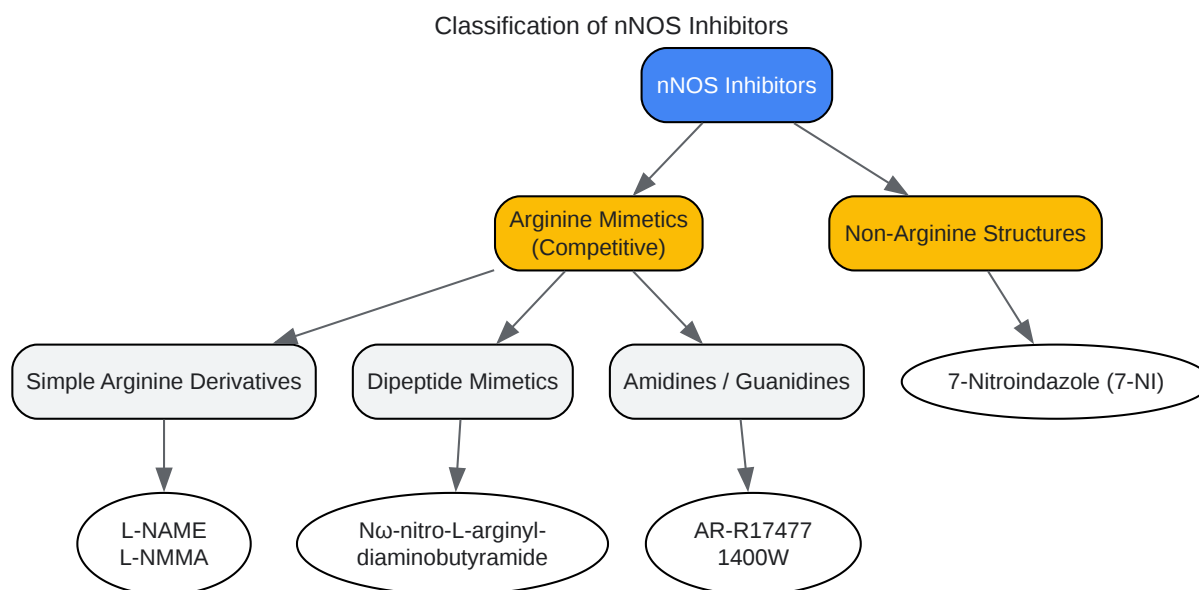 Classification of nNOS Inhibitors
nNOS Inhibitors
Arginine Mimetics
(Competitive)
Non-Arginine Structures
Simple Arginine Derivatives
Dipeptide Mimetics
Amidines / Guanidines
7-Nitroindazole (7-NI)
L-NAME
L-NMMA
Nω-nitro-L-arginyl-
diaminobutyramide
AR-R17477
1400W